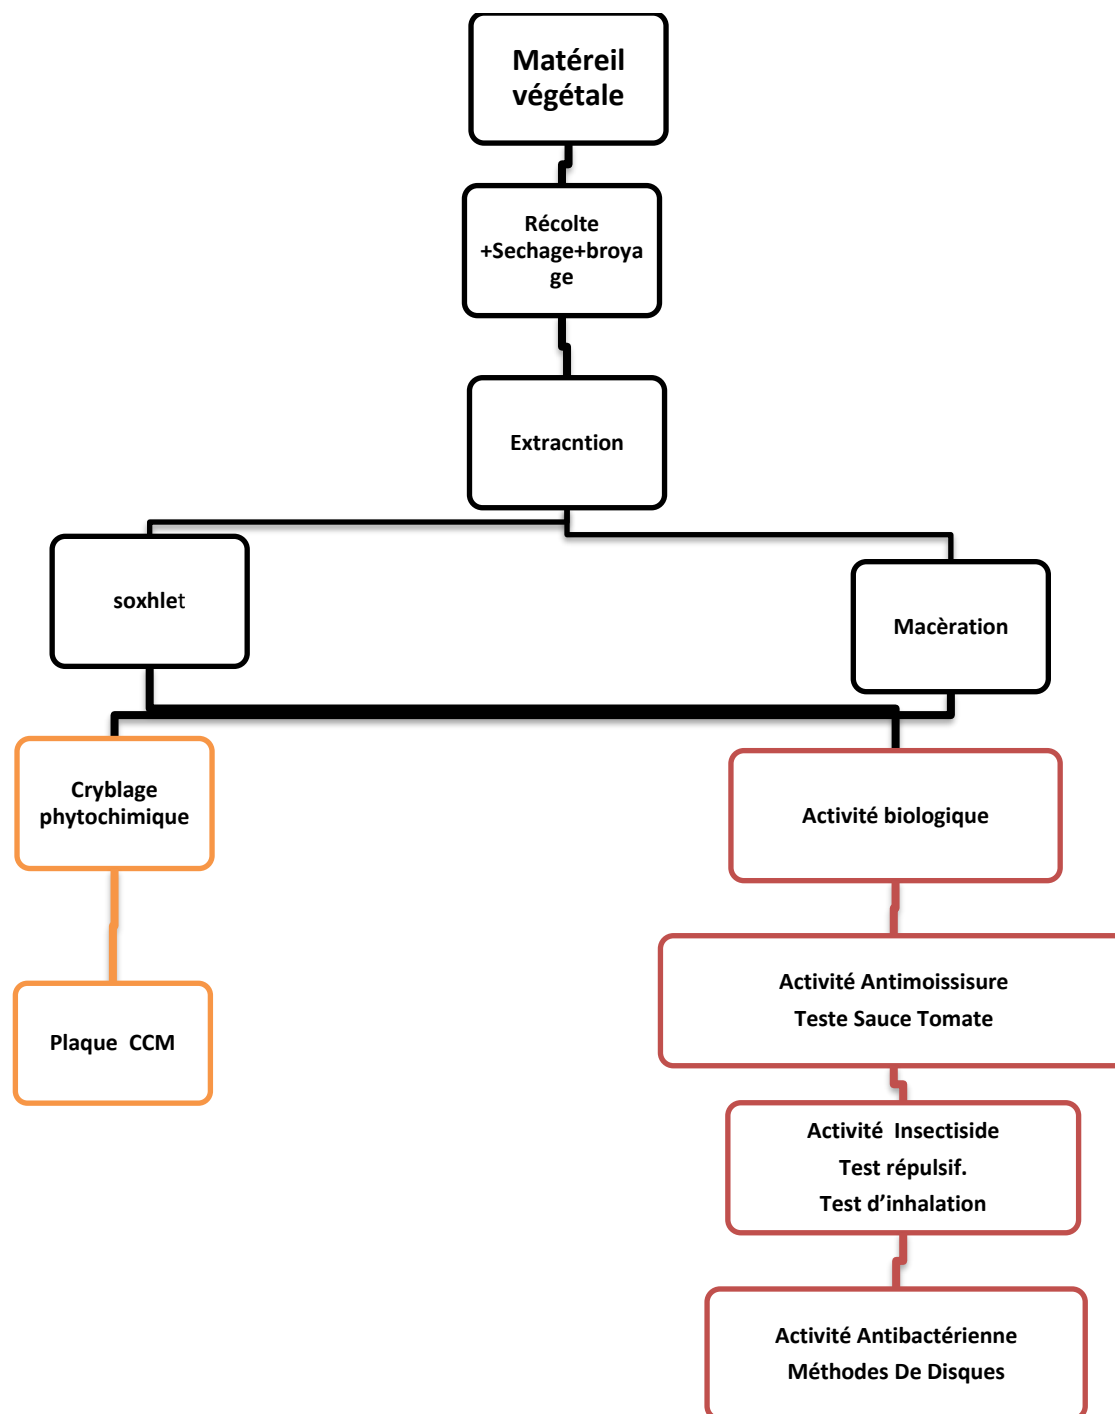 Matéreil
végétale
Récolte
+Sechage+broya
ge
Extracntion
soxhlet
Macèration
Cryblage
phytochimique
Activité biologique
Plaque CCM
Activité Antimoissisure
Teste Sauce Tomate
Activité Insectiside
Test répulsif.
Test d’inhalation
Activité Antibactérienne
Méthodes De Disques